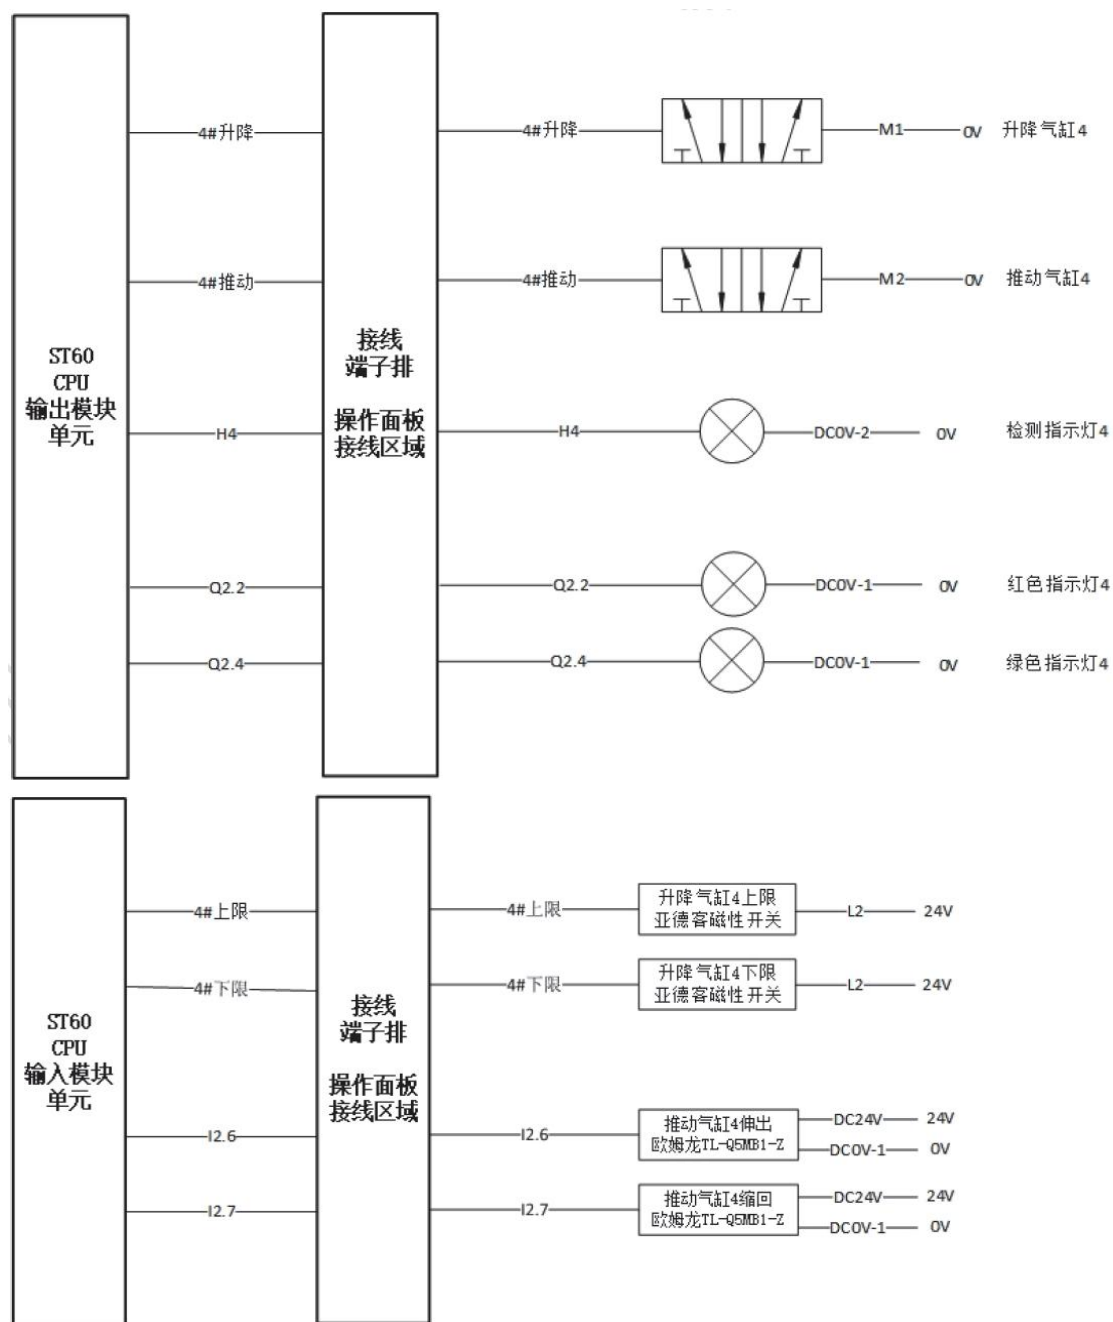 4#升降
4#升降
M1
0V
升降气缸4
4#推动
4#推动
M2
0V
推动气缸4
ST60
CPU
输出模块
单元
接线
端子排
操作面板
接线区域
H4
H4
DC0V-2
0V
检测指示灯4
Q2.2
Q2.2
DC0V-1
0V
红色指示灯4
Q2.4
Q2.4
DC0V-1
0V
绿色指示灯4
4#上限
4#上限
升降气缸4上限
亚德客磁性开关
L2
24V
4#下限
4#下限
升降气缸4下限
亚德客磁性开关
L2
24V
ST60
CPU
输入模块
单元
接线
端子排
操作面板
接线区域
I2.6
I2.6
推动气缸4伸出
欧姆龙TL-Q5MB1-Z
DC24V
24V
DC0V-1
0V
I2.7
I2.7
推动气缸4缩回
欧姆龙TL-Q5MB1-Z
DC24V
24V
DC0V-1
0V